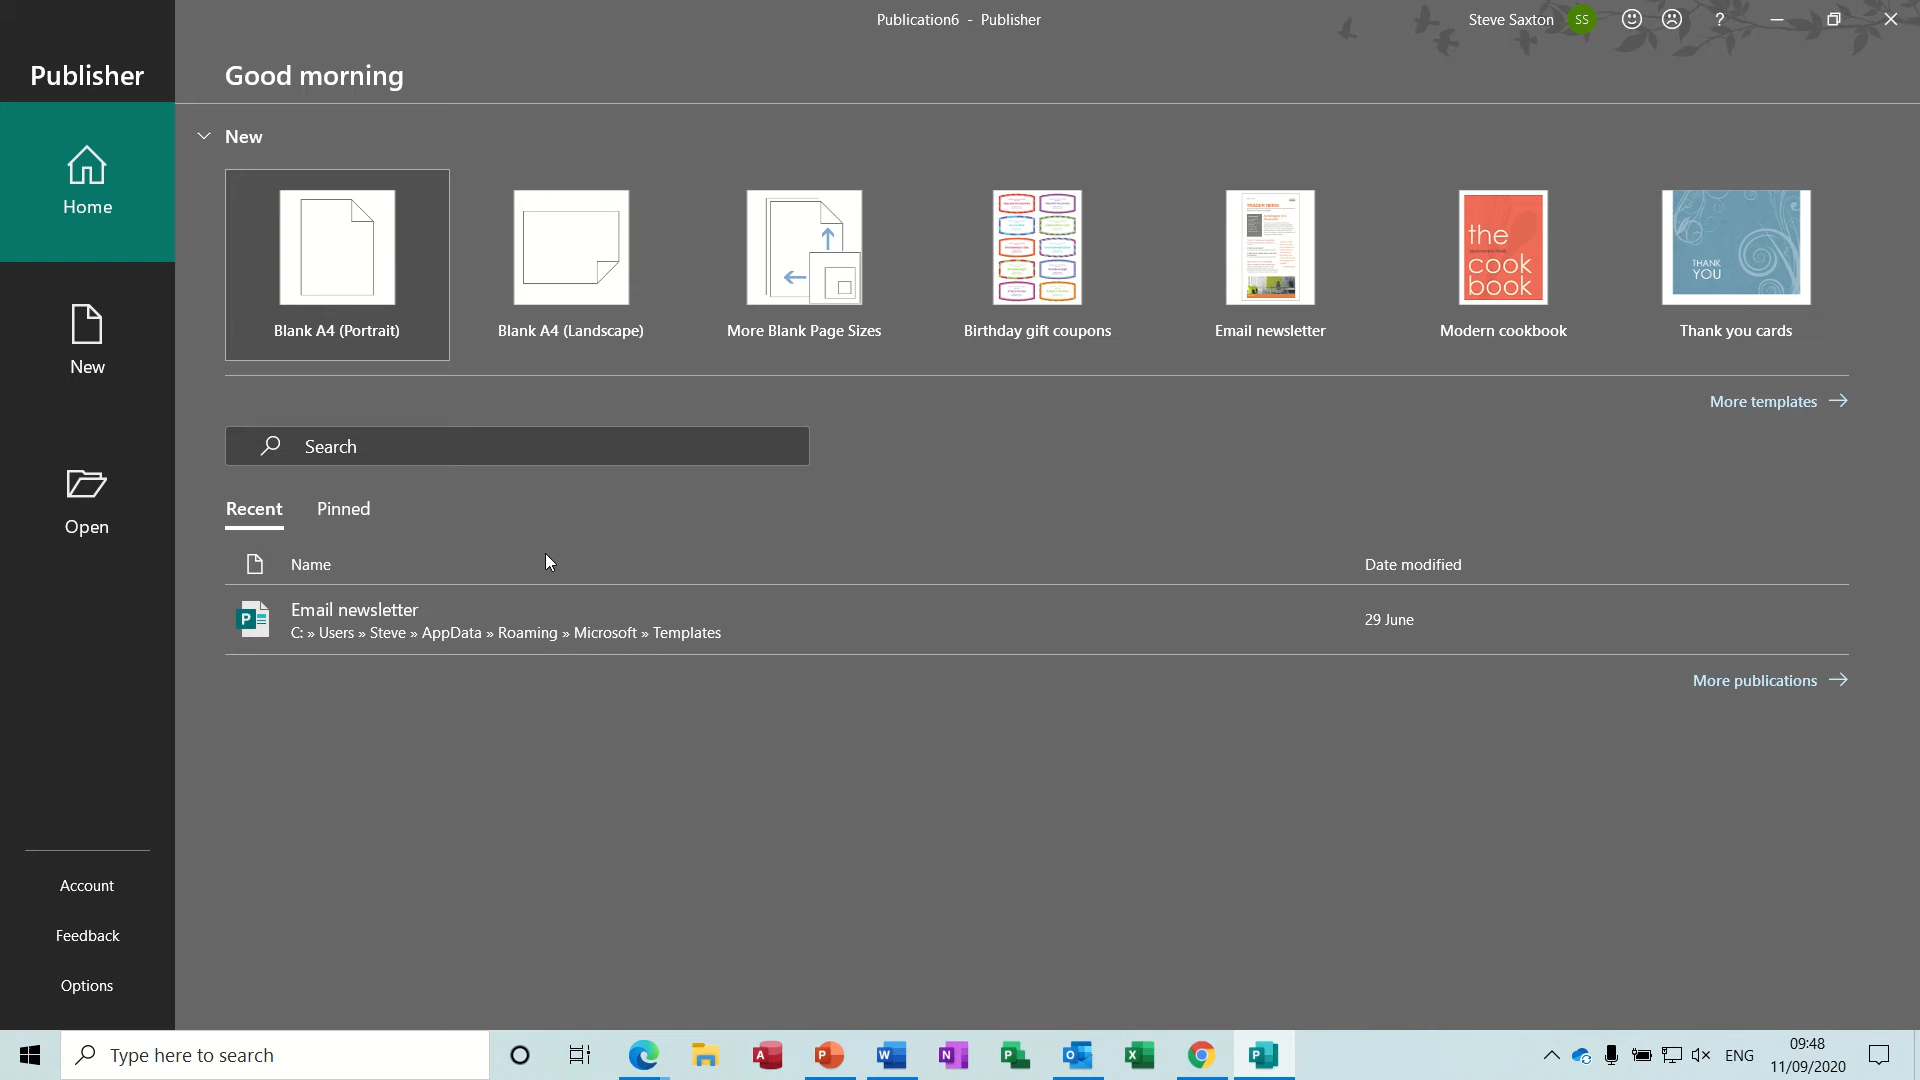 Publication6 - Publisher
Steve Saxton
SS
?
Publisher
Good morning
Home
New
Open
Account
Feedback
Options
New
Blank A4 (Portrait)
Blank A4 (Landscape)
More Blank Page Sizes
Birthday gift coupons
Email newsletter
the
cook
book
Modern cookbook
THANK
YOU
Thank you cards
More templates
Search
Recent
Pinned
Name
Date modified
P
Email newsletter
C: » Users » Steve » AppData » Roaming » Microsoft » Templates
29 June
More publications
Type here to search
A
P
W
N
P
O
X
P
ENG
09:48
11/09/2020